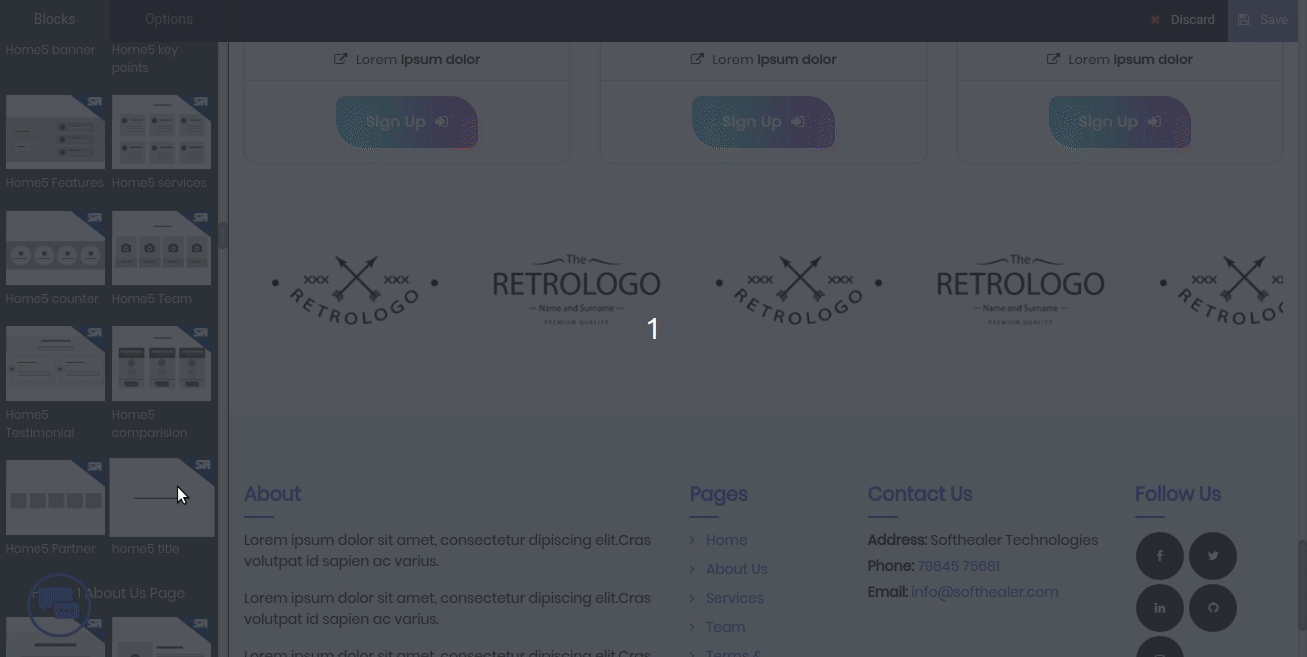 Blocks
Options
Discard
Save
Home5 banner
Home5 key
points
Home5 Features
Home5 services
Home5 counter
Home5 Team
Home5
Testimonial
Home5
comparision
Home5 Partner
home5 title
1 About Us Page
Lorem Ipsum dolor
Lorem Ipsum dolor
Lorem Ipsum dolor
Sign Up
Sign Up
Sign Up
XXX XXX
RETROLOGO
The
RETROLOGO
Name and Surname
PREMIUM QUALITY
XXX XXX
RETROLOGO
The
RETROLOGO
Name and Surname
PREMIUM QUALITY
XXX
RETROLO
1
About
Lorem ipsum dolor sit amet, consectetur dipiscing elit.Cras
volutpat id sapien ac varius.
Lorem ipsum dolor sit amet, consectetur dipiscing elit.Cras
volutpat id sapien ac varius.
Lorem ipsum dolor sit amet, consectetur dipiscing elit.Cras
Pages
Home
About Us
Services
Team
Terms &
Contact Us
Address: Softhealer Technologies
Phone: 79845 75681
Email: info@softhealer.com
Follow Us